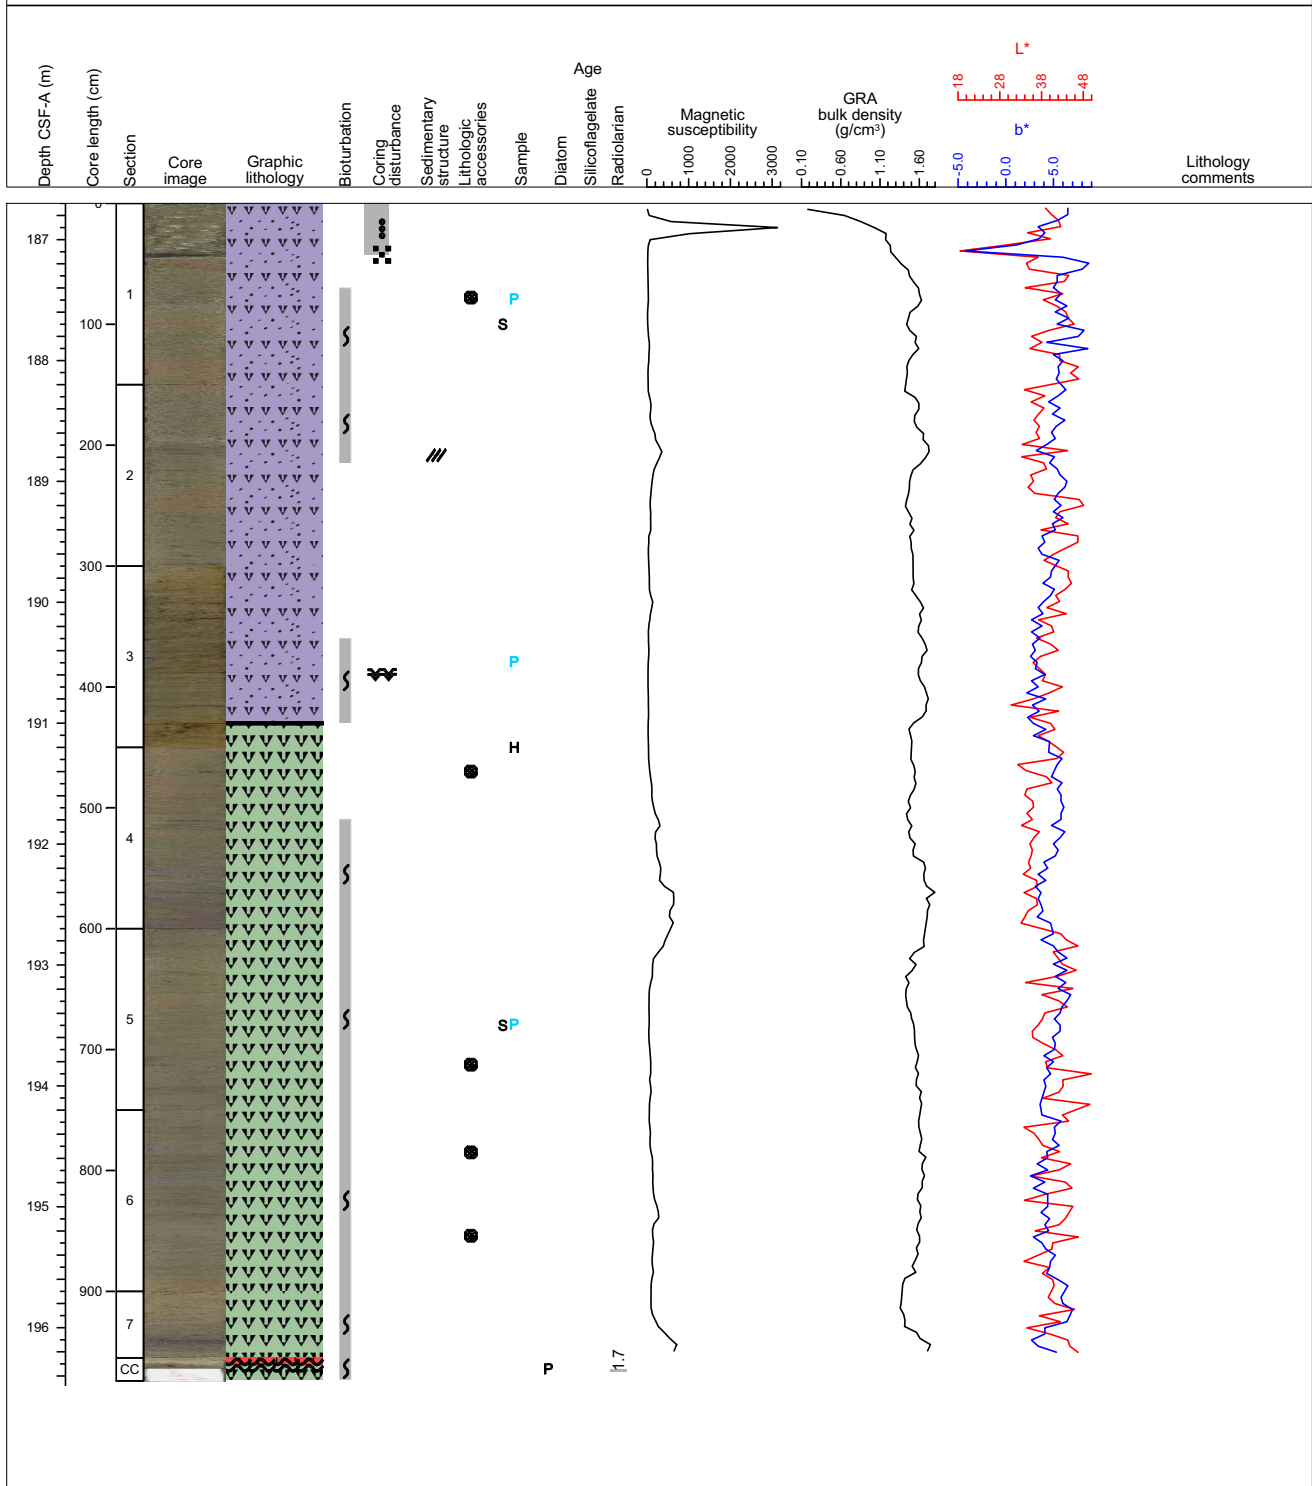 Depth CSF-A (m)
Core length (cm)
Section
Core
image
Graphic
lithology
Bioturbation
Coring
disturbance
Sedimentary
structure
Lithologic
accessories
Sample
Age
Diatom
Silicoflagelate
Radiolarian
Magnetic
susceptibility
0 1000 2000 3000
GRA
bulk density
(g/cm³)
0.10 0.60 1.10 1.60
L*
18 28 38 48
b*
-5.0 0.0 5.0
Lithology
comments
0
187
1
P
100
S
188
200
2
189
300
190
3
P
400
191
H
500
4
192
600
193
5
S P
700
194
800
6
195
900
7
196
CC
P
1.7